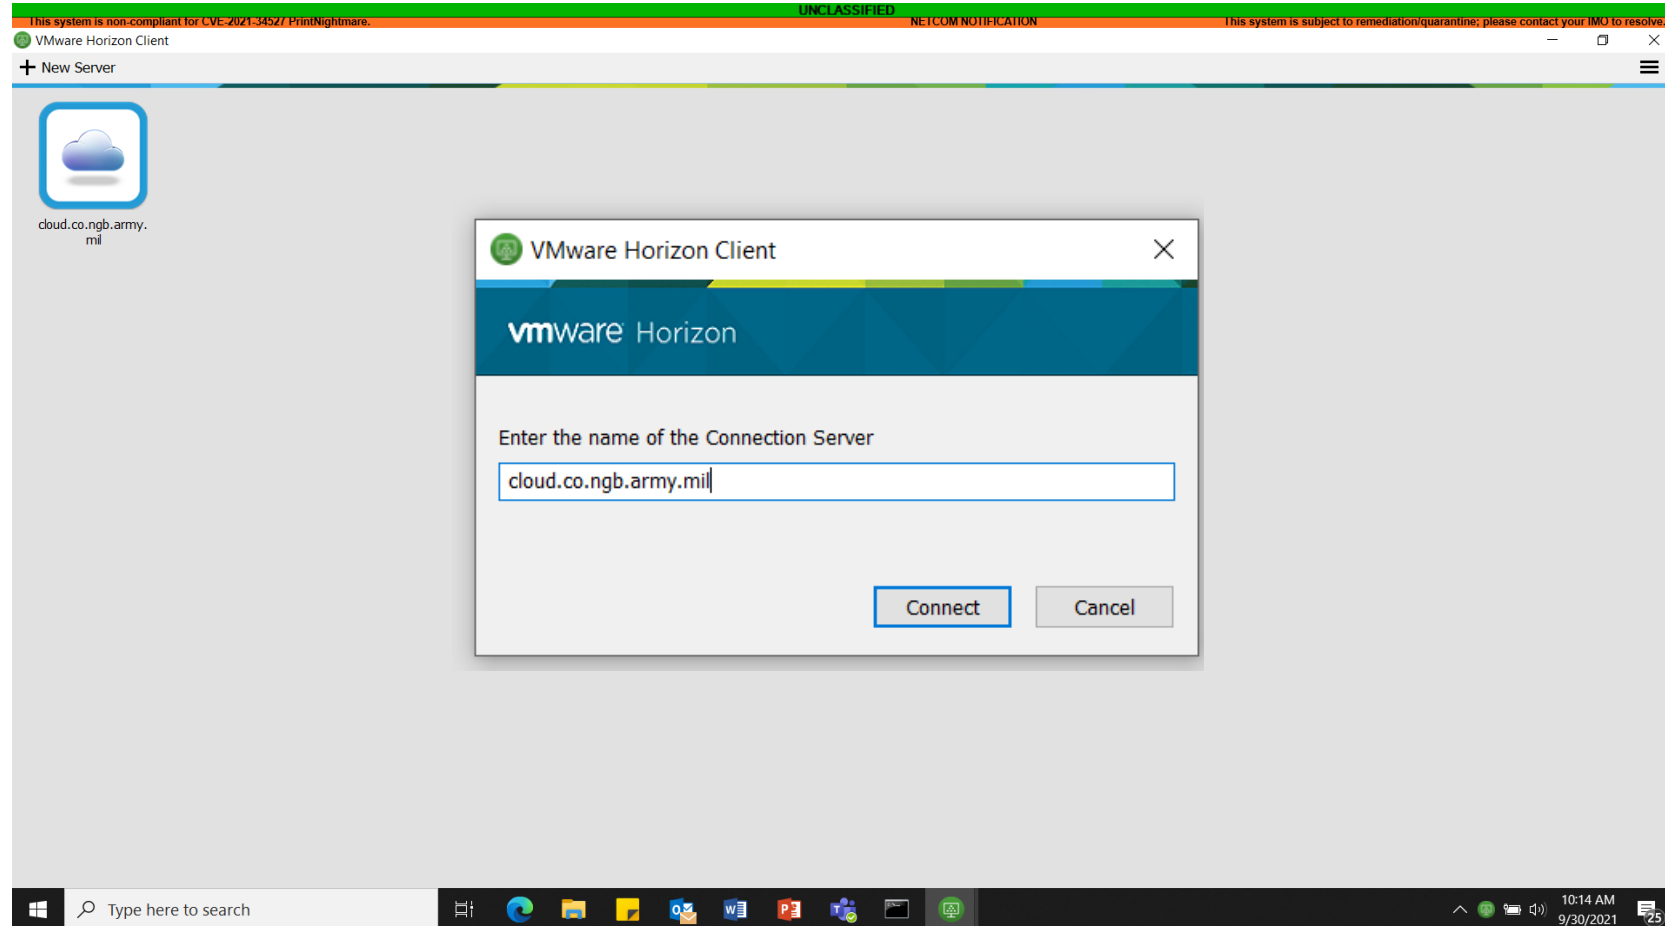 UNCLASSIFIED
This system is non-compliant for CVE-2021-34527 PrintNightmare.
NETCOM NOTIFICATION
This system is subject to remediation/quarantine; please contact your IMO to resolve.
VMware Horizon Client
New Server
cloud.co.ngb.army.
mil
VMware Horizon Client
vmware Horizon
Enter the name of the Connection Server
cloud.co.ngb.army.mil
Connect
Cancel
Type here to search
10:14 AM
9/30/2021
25